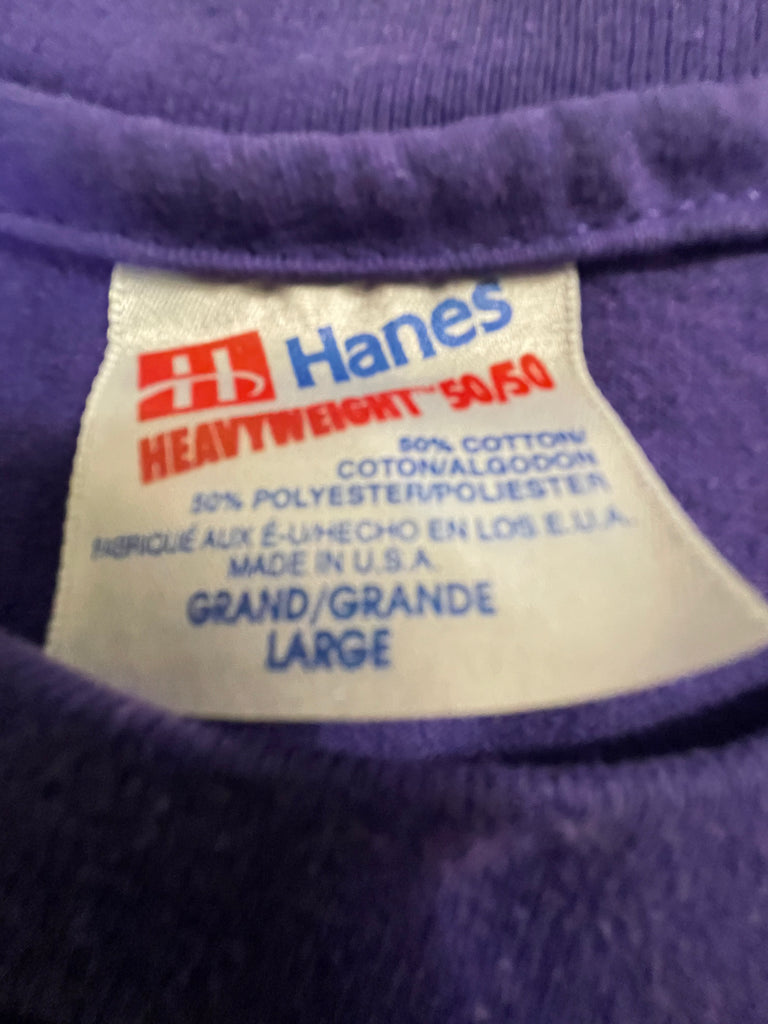 H Hanes
HEAVYWEIGHT™ 50/50
50% COTTON/
COTON/ALGODON
50% POLYESTER/POLIESTER
FABRIQUÉ AUX É-U/HECHO EN LOS E.U.A.
MADE IN U.S.A.
GRAND/GRANDE
LARGE